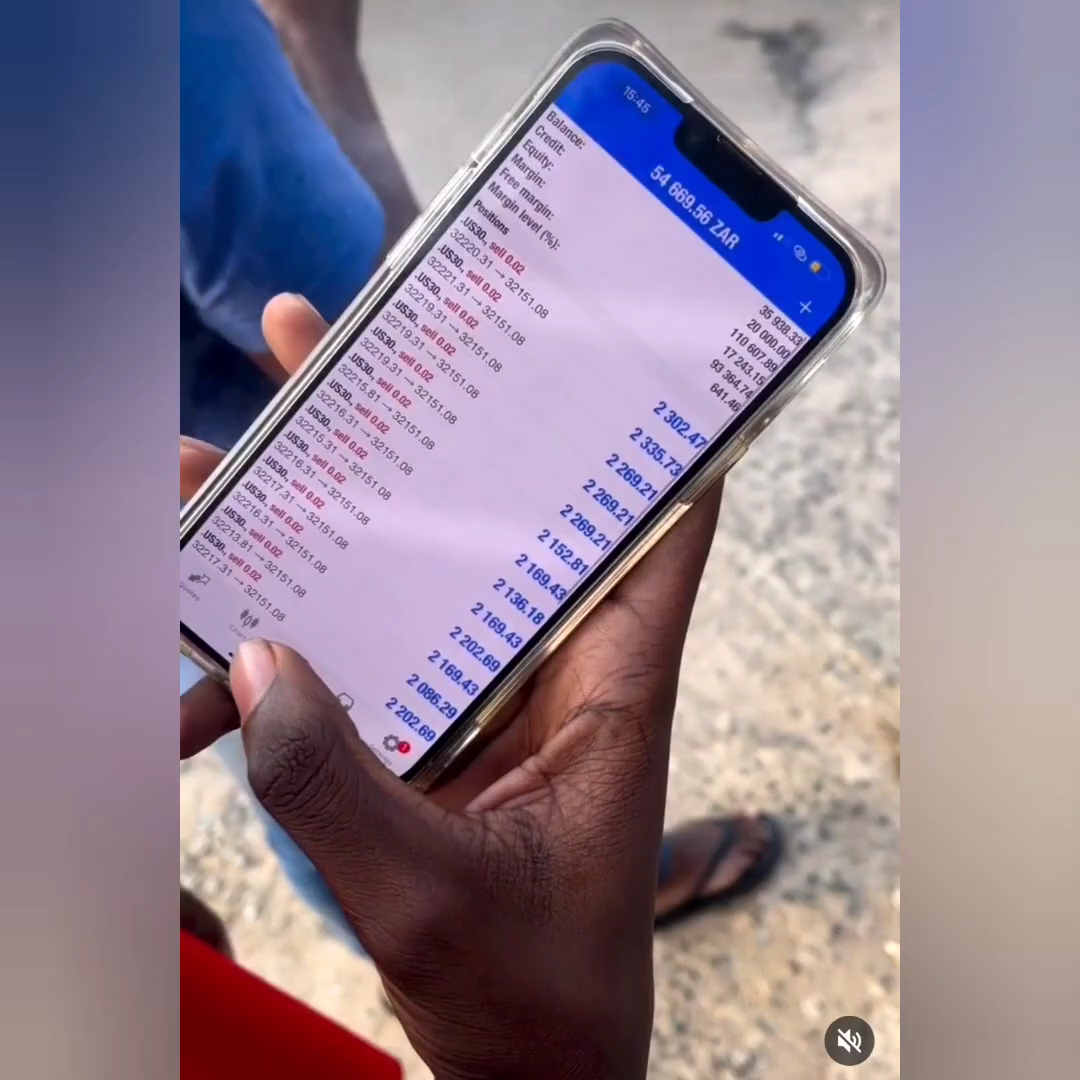 15:45
54 669.56 ZAR
+
Balance: 35 938.33
Credit: 20 000.00
Equity: 110 607.89
Margin: 17 243.15
Free margin: 93 364.74
Margin level (%): 641.46
Positions
.US30., sell 0.02
32220.31 → 32151.08 2 302.47
.US30., sell 0.02
32221.31 → 32151.08 2 335.73
.US30., sell 0.02
32219.31 → 32151.08 2 269.21
.US30., sell 0.02
32219.31 → 32151.08 2 269.21
.US30., sell 0.02
32219.31 → 32151.08 2 269.21
.US30., sell 0.02
32215.81 → 32151.08 2 152.81
.US30., sell 0.02
32216.31 → 32151.08 2 169.43
.US30., sell 0.02
32215.31 → 32151.08 2 136.18
.US30., sell 0.02
32216.31 → 32151.08 2 169.43
.US30., sell 0.02
32217.31 → 32151.08 2 202.69
.US30., sell 0.02
32216.31 → 32151.08 2 169.43
.US30., sell 0.02
32213.81 → 32151.08 2 086.29
.US30., sell 0.02
32217.31 → 32151.08 2 202.69
Quotes
1